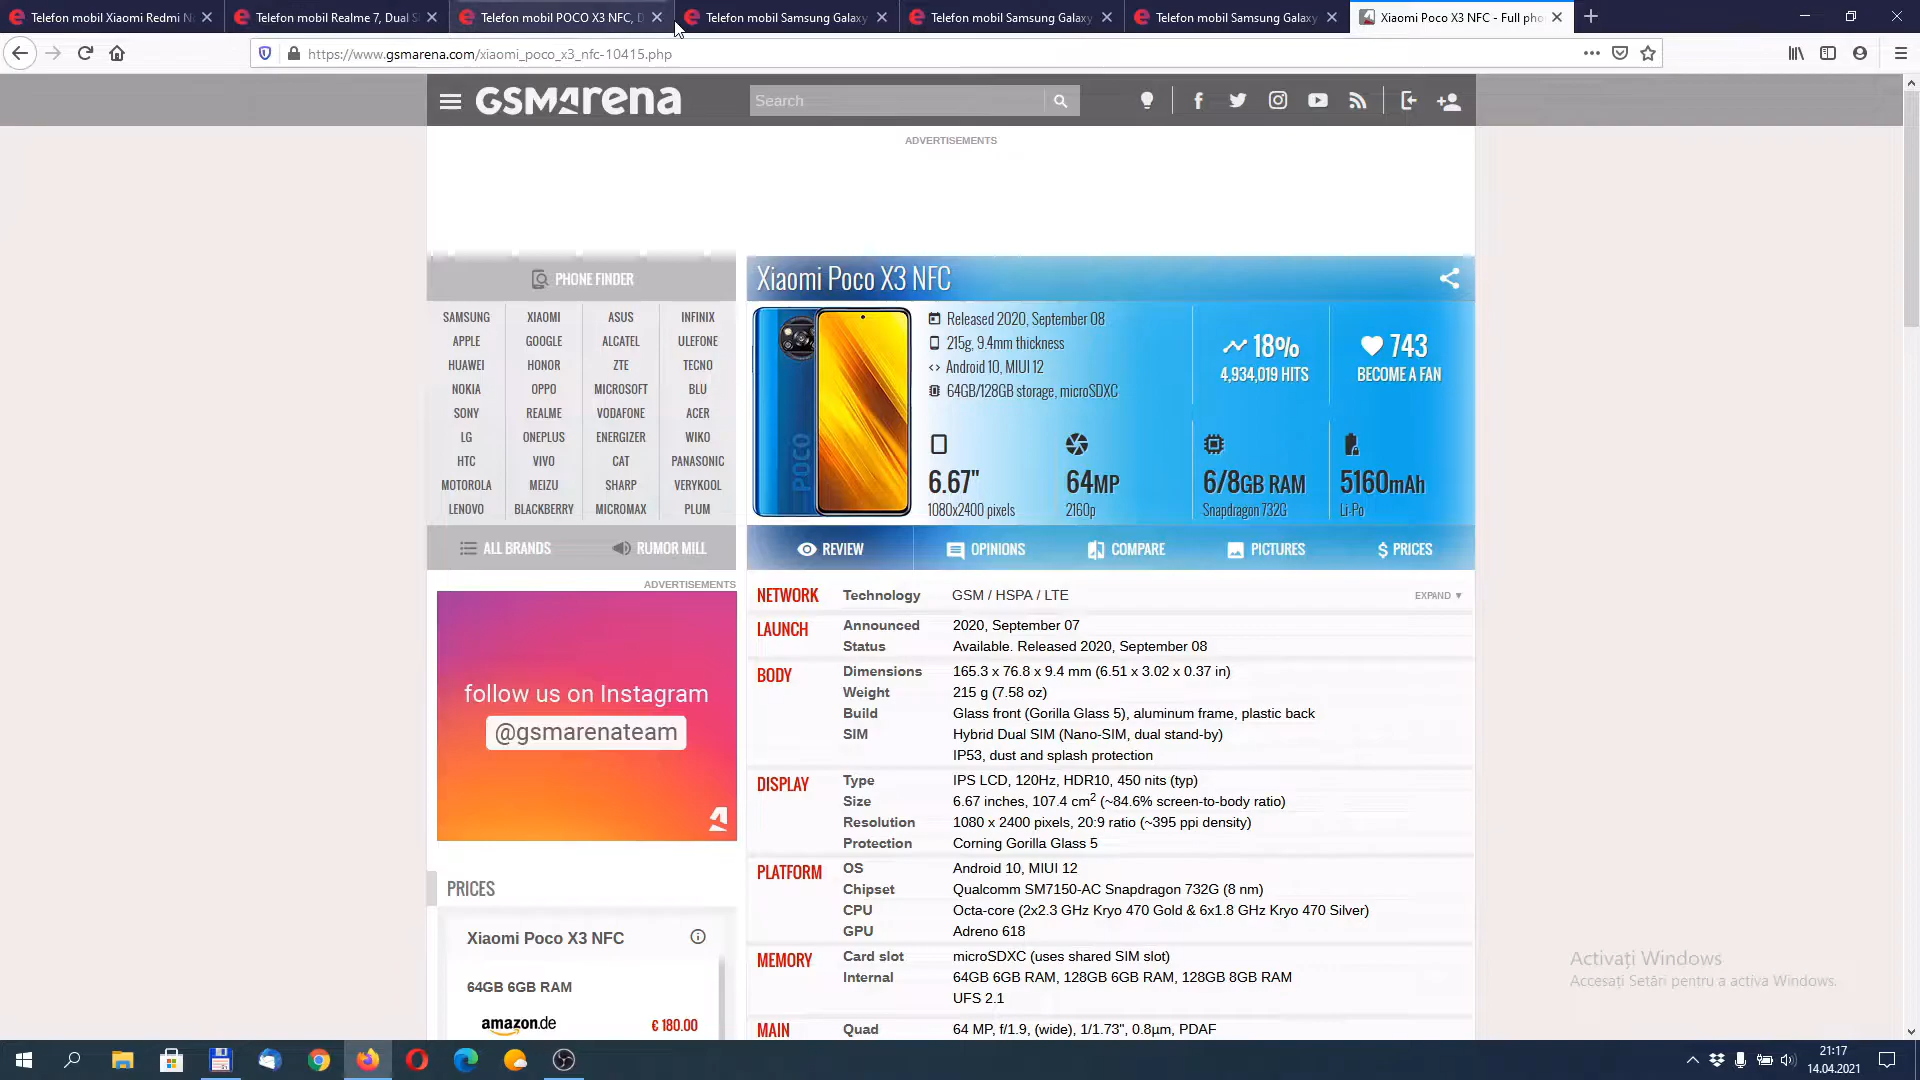 Telefon mobil Xiaomi Redmi N
Telefon mobil Realme 7, Dual S
Telefon mobil POCO X3 NFC, D
Telefon mobil Samsung Galaxy
Telefon mobil Samsung Galaxy
Telefon mobil Samsung Galaxy
Xiaomi Poco X3 NFC - Full pho
https://www.gsmarena.com/xiaomi_poco_x3_nfc-10415.php
GSMArena
Search
ADVERTISEMENTS
PHONE FINDER
SAMSUNG XIAOMI ASUS INFINIX
APPLE GOOGLE ALCATEL ULEFONE
HUAWEI HONOR ZTE TECNO
NOKIA OPPO MICROSOFT BLU
SONY REALME VODAFONE ACER
LG ONEPLUS ENERGIZER WIKO
HTC VIVO CAT PANASONIC
MOTOROLA MEIZU SHARP VERYKOOL
LENOVO BLACKBERRY MICROMAX PLUM
ALL BRANDS RUMOR MILL
ADVERTISEMENTS
follow us on Instagram
@gsmarenateam
PRICES
Xiaomi Poco X3 NFC
64GB 6GB RAM
amazon.de € 180.00
Xiaomi Poco X3 NFC
POCO
Released 2020, September 08
215g, 9.4mm thickness
Android 10, MIUI 12
64GB/128GB storage, microSDXC
18%
4,934,019 HITS
743
BECOME A FAN
6.67"
1080x2400 pixels
64MP
2160p
6/8GB RAM
Snapdragon 732G
5160mAh
Li-Po
REVIEW OPINIONS COMPARE PICTURES $ PRICES
NETWORK Technology GSM / HSPA / LTE EXPAND ▼
LAUNCH Announced 2020, September 07
Status Available. Released 2020, September 08
BODY Dimensions 165.3 x 76.8 x 9.4 mm (6.51 x 3.02 x 0.37 in)
Weight 215 g (7.58 oz)
Build Glass front (Gorilla Glass 5), aluminum frame, plastic back
SIM Hybrid Dual SIM (Nano-SIM, dual stand-by)
IP53, dust and splash protection
DISPLAY Type IPS LCD, 120Hz, HDR10, 450 nits (typ)
Size 6.67 inches, 107.4 cm2 (~84.6% screen-to-body ratio)
Resolution 1080 x 2400 pixels, 20:9 ratio (~395 ppi density)
Protection Corning Gorilla Glass 5
PLATFORM OS Android 10, MIUI 12
Chipset Qualcomm SM7150-AC Snapdragon 732G (8 nm)
CPU Octa-core (2x2.3 GHz Kryo 470 Gold & 6x1.8 GHz Kryo 470 Silver)
GPU Adreno 618
MEMORY Card slot microSDXC (uses shared SIM slot)
Internal 64GB 6GB RAM, 128GB 6GB RAM, 128GB 8GB RAM
UFS 2.1
MAIN Quad 64 MP, f/1.9, (wide), 1/1.73", 0.8µm, PDAF
Activați Windows
Accesați Setări pentru a activa Windows.
21:17
14.04.2021